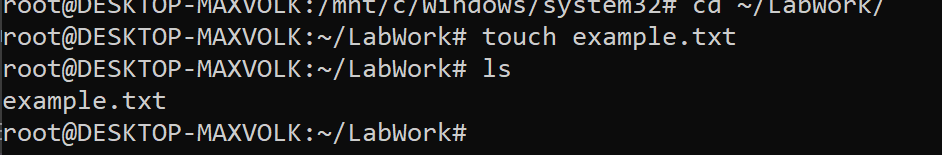 root@DESKTOP-MAXVOLK:/mnt/c/Windows/system32# cd ~/LabWork/
root@DESKTOP-MAXVOLK:~/LabWork# touch example.txt
root@DESKTOP-MAXVOLK:~/LabWork# ls
example.txt
root@DESKTOP-MAXVOLK:~/LabWork#